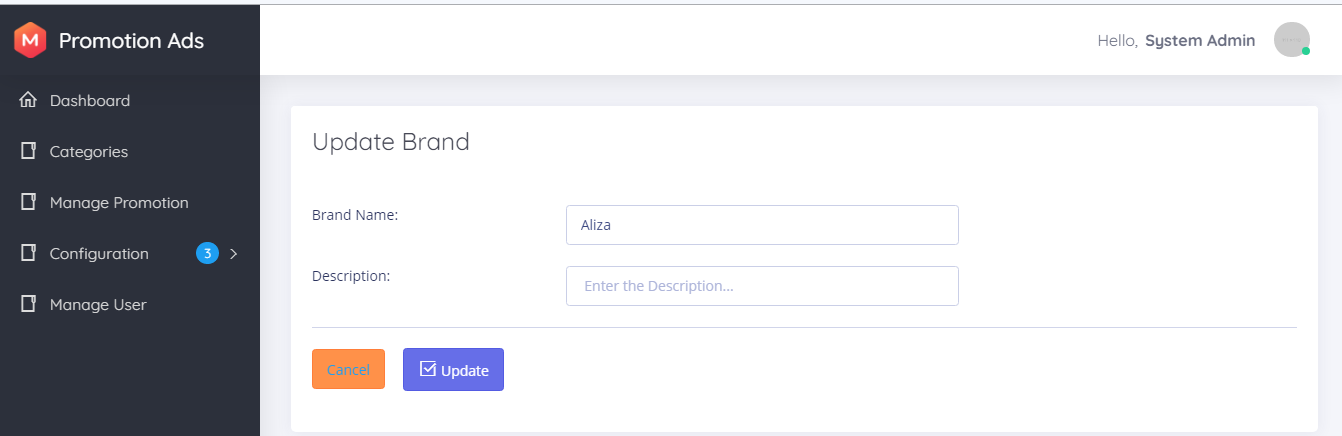 M Promotion Ads
Hello, System Admin
Dashboard
Categories
Manage Promotion
Configuration 3
Manage User
Update Brand
Brand Name:
Aliza
Description:
Enter the Description...
Cancel
Update